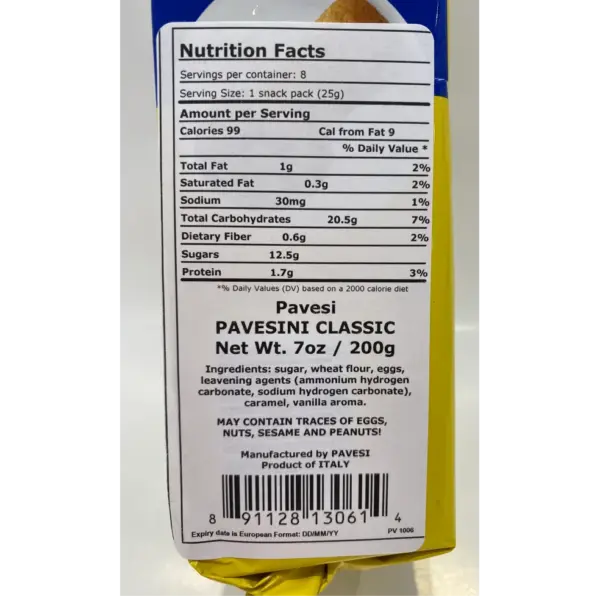 Nutrition Facts
Servings per container: 8
Serving Size: 1 snack pack (25g)
Amount per Serving
Calories 99 Cal from Fat 9
% Daily Value *
Total Fat 1g 2%
Saturated Fat 0.3g 2%
Sodium 30mg 1%
Total Carbohydrates 20.5g 7%
Dietary Fiber 0.6g 2%
Sugars 12.5g
Protein 1.7g 3%
*% Daily Values (DV) based on a 2000 calorie diet
Pavesi
PAVESINI CLASSIC
Net Wt. 7oz / 200g
Ingredients: sugar, wheat flour, eggs,
leavening agents (ammonium hydrogen
carbonate, sodium hydrogen carbonate),
caramel, vanilla aroma.
MAY CONTAIN TRACES OF EGGS,
NUTS, SESAME AND PEANUTS!
Manufactured by PAVESI
Product of ITALY
8 91128 13061 4
Expiry date is European Format: DD/MM/YY PV 1006